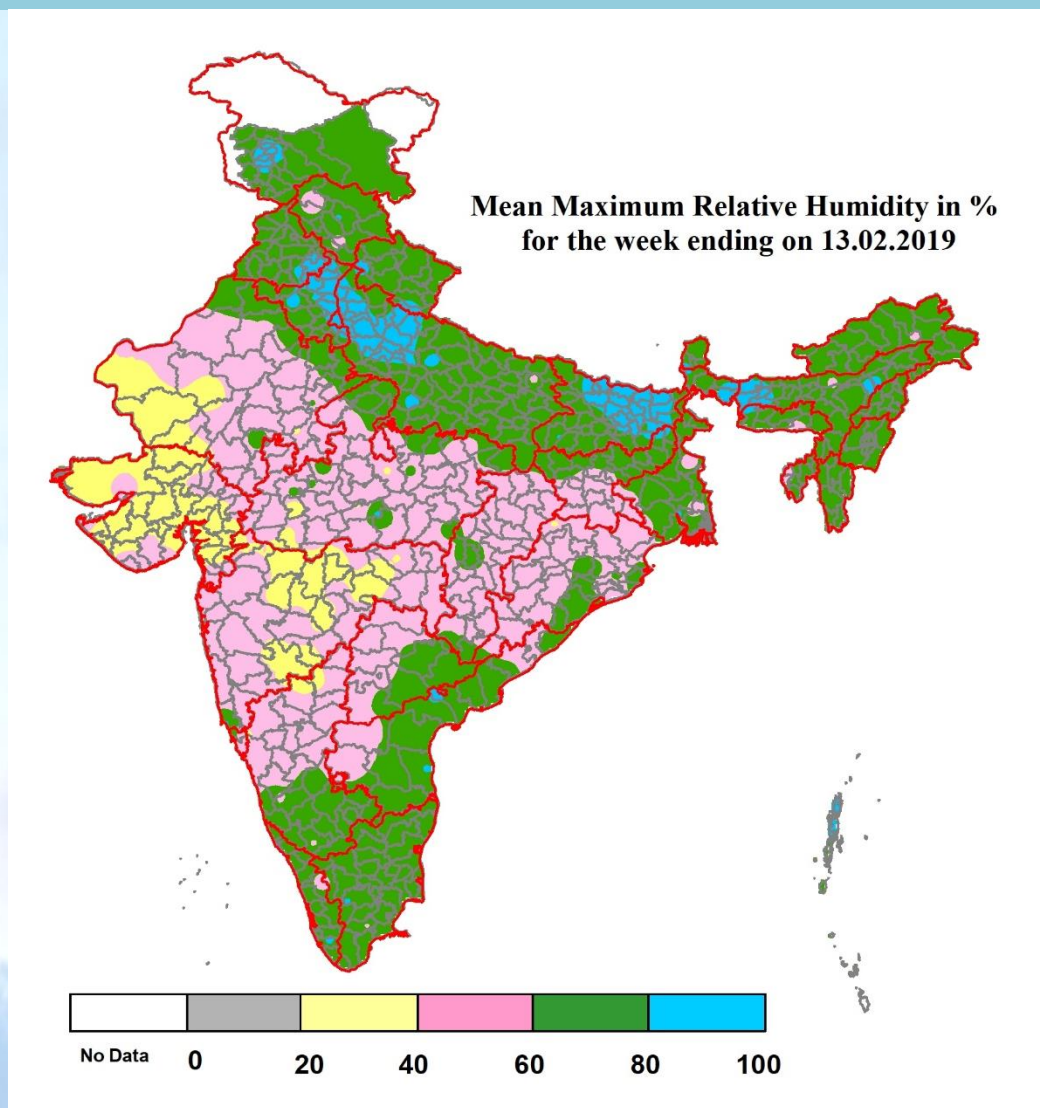 Mean Maximum Relative Humidity in %
for the week ending on 13.02.2019
No Data 0 20 40 60 80 100